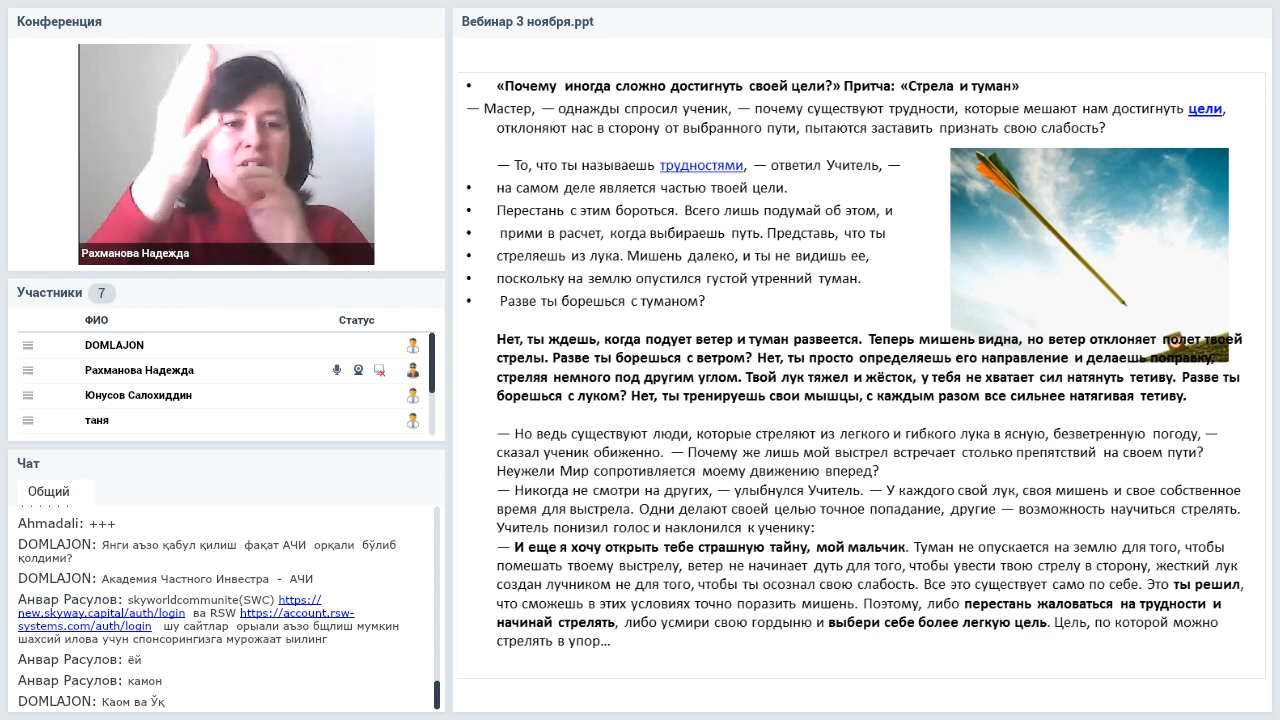 Конференция
Рахманова Надежда
Участники 7
ФИО Статус
DOMLAJON
Рахманова Надежда
Юнусов Салохиддин
таня
Чат
Общий
Ahmadali: +++
DOMLAJON: Янги аъзо қабул қилиш фақат АЧИ орқали бўлиб
қолдими?
DOMLAJON: Академия Частного Инвестра - АЧИ
Анвар Расулов: skyworldcommunite(SWC) https://
new.skyway.capital/auth/login ва RSW https://account.rsw-
systems.com/auth/login шу сайтлар орыали аъзо бщлиш мумкин
шахсий илова учун спонсорингизга мурожаат ыилинг
Анвар Расулов: ёй
Анвар Расулов: камон
DOMLAJON: Каом ва Ўқ
Вебинар 3 ноября.ppt
• «Почему иногда сложно достигнуть своей цели?» Притча: «Стрела и туман»
— Мастер, — однажды спросил ученик, — почему существуют трудности, которые мешают нам достигнуть цели,
отклоняют нас в сторону от выбранного пути, пытаются заставить признать свою слабость?
— То, что ты называешь трудностями, — ответил Учитель, —
• на самом деле является частью твоей цели.
• Перестань с этим бороться. Всего лишь подумай об этом, и
• прими в расчет, когда выбираешь путь. Представь, что ты
• стреляешь из лука. Мишень далеко, и ты не видишь ее,
• поскольку на землю опустился густой утренний туман.
• Разве ты борешься с туманом?
Нет, ты ждешь, когда подует ветер и туман развеется. Теперь мишень видна, но ветер отклоняет полет твоей
стрелы. Разве ты борешься с ветром? Нет, ты просто определяешь его направление и делаешь поправку,
стреляя немного под другим углом. Твой лук тяжел и жёсток, у тебя не хватает сил натянуть тетиву. Разве ты
борешься с луком? Нет, ты тренируешь свои мышцы, с каждым разом все сильнее натягивая тетиву.
— Но ведь существуют люди, которые стреляют из легкого и гибкого лука в ясную, безветренную погоду, —
сказал ученик обиженно. — Почему же лишь мой выстрел встречает столько препятствий на своем пути?
Неужели Мир сопротивляется моему движению вперед?
— Никогда не смотри на других, — улыбнулся Учитель. — У каждого свой лук, своя мишень и свое собственное
время для выстрела. Одни делают своей целью точное попадание, другие — возможность научиться стрелять.
Учитель понизил голос и наклонился к ученику:
— И еще я хочу открыть тебе страшную тайну, мой мальчик. Туман не опускается на землю для того, чтобы
помешать твоему выстрелу, ветер не начинает дуть для того, чтобы увести твою стрелу в сторону, жесткий лук
создан лучником не для того, чтобы ты осознал свою слабость. Все это существует само по себе. Это ты решил,
что сможешь в этих условиях точно поразить мишень. Поэтому, либо перестань жаловаться на трудности и
начинай стрелять, либо усмири свою гордыню и выбери себе более легкую цель. Цель, по которой можно
стрелять в упор…